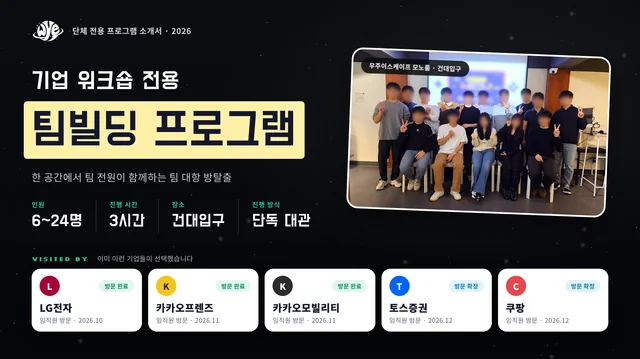 wye
단체 전용 프로그램 소개서 · 2026
기업 워크숍 전용
팀빌딩 프로그램
한 공간에서 팀 전원이 함께하는 팀 대항 방탈출
인원
6~24명
진행 시간
3시간
장소
건대입구
진행 방식
단독 대관
우주이스케이프 모노룸 · 건대입구
VISITED BY 이미 이런 기업들이 선택했습니다
L 방문 완료
LG전자
임직원 방문 · 2026.10
K 방문 완료
카카오프렌즈
임직원 방문 · 2026.11
K 방문 완료
카카오모빌리티
임직원 방문 · 2026.11
T 방문 확정
토스증권
임직원 방문 · 2026.12
C 방문 확정
쿠팡
임직원 방문 · 2026.12